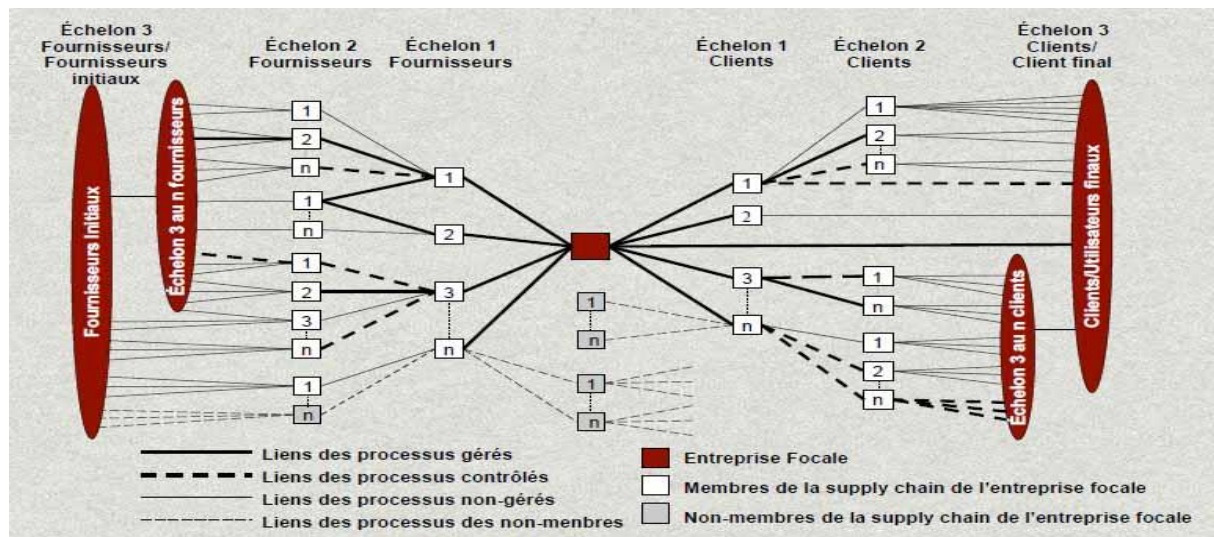 Échelon 3
Fournisseurs/
Fournisseurs
initiaux
Échelon 2
Fournisseurs
Échelon 1
Fournisseurs
Échelon 1
Clients
Échelon 2
Clients
Échelon 3
Clients/
Client final
Fournisseurs Initiaux
Échelon 3 au n fournisseurs
1
2
n
1
n
1
2
3
n
1
n
1
2
3
n
1
n
1
n
1
2
3
n
1
2
n
1
n
1
2
n
Échelon 3 au n clients
Clients/Utilisateurs finaux
Liens des processus gérés
Liens des processus contrôlés
Liens des processus non-gérés
Liens des processus des non-menbres
Entreprise Focale
Membres de la supply chain de l'entreprise focale
Non-membres de la supply chain de l'entreprise focale